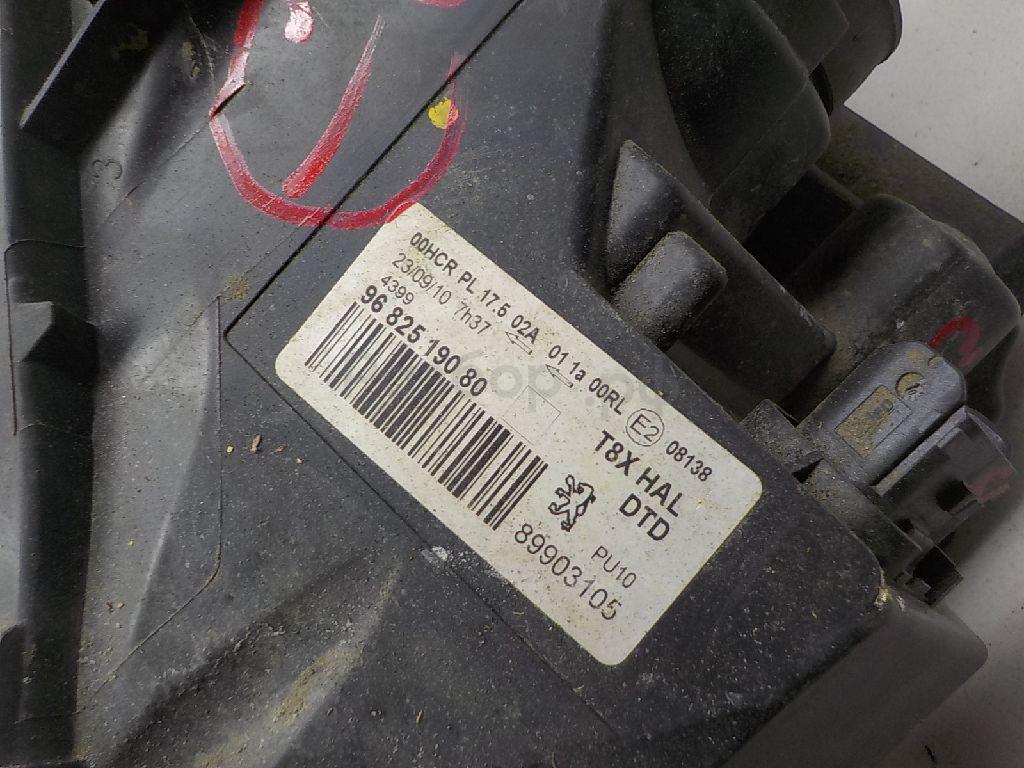 00HCR PL 17.5 02A 01 1a 00RL E2 08138
23/09/10 7h37
4399
96 825 190 80
T8X HAL
DTD
PU10
89903105
3